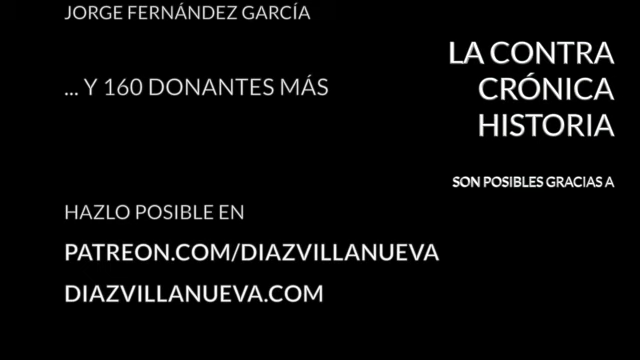 JORGE FERNÁNDEZ GARCÍA
... Y 160 DONANTES MÁS
HAZLO POSIBLE EN
PATREON.COM/DIAZVILLANUEVA
DIAZVILLANUEVA.COM
LA CONTRA
CRÓNICA
HISTORIA
SON POSIBLES GRACIAS A